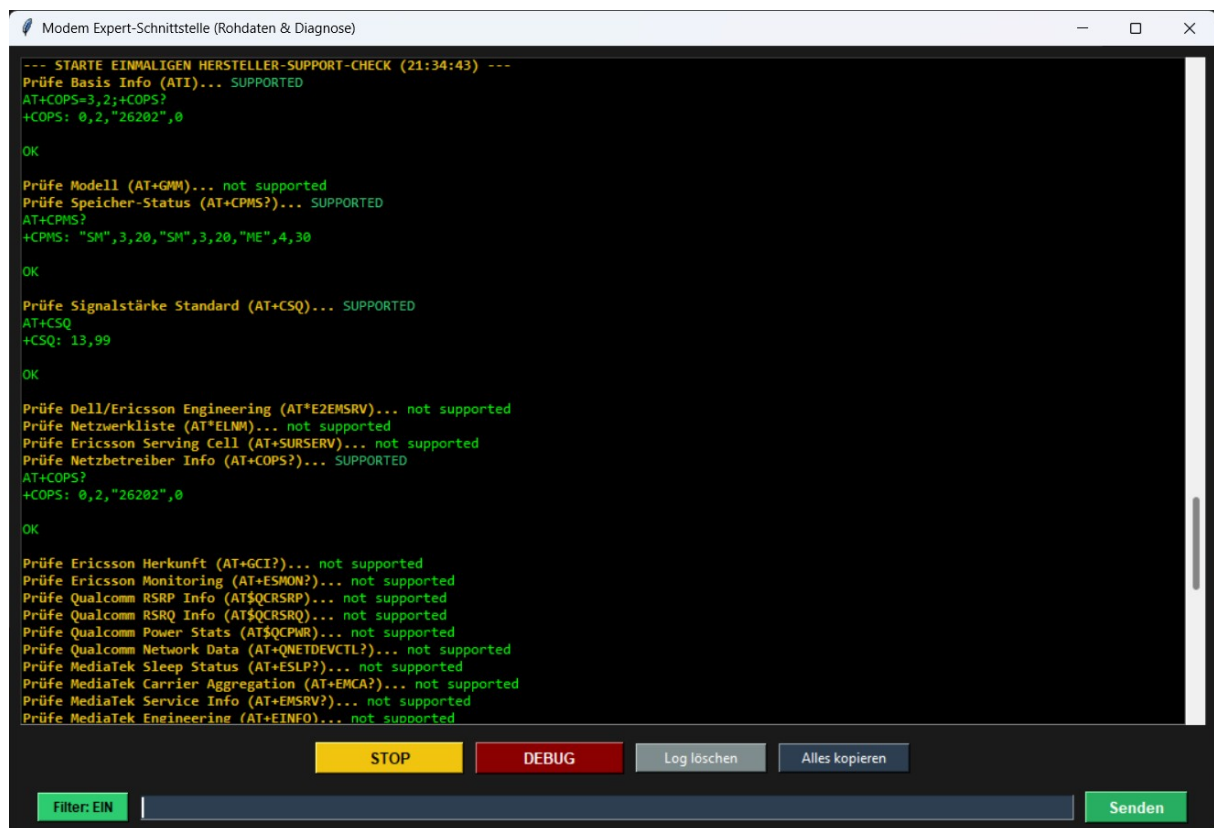 Modem Expert-Schnittstelle (Rohdaten & Diagnose)
--- STARTE EINMALIGEN HERSTELLER-SUPPORT-CHECK (21:34:43) ---
Prüfe Basis Info (ATI)... SUPPORTED
AT+COPS=3,2;+COPS?
+COPS: 0,2,"26202",0
OK
Prüfe Modell (AT+GMM)... not supported
Prüfe Speicher-Status (AT+CPMS?)... SUPPORTED
AT+CPMS?
+CPMS: "SM",3,20,"SM",3,20,"ME",4,30
OK
Prüfe Signalstärke Standard (AT+CSQ)... SUPPORTED
AT+CSQ
+CSQ: 13,99
OK
Prüfe Dell/Ericsson Engineering (AT*E2EMSRV)... not supported
Prüfe Netzwerkliste (AT*ELNM)... not supported
Prüfe Ericsson Serving Cell (AT+SURSERV)... not supported
Prüfe Netzbetreiber Info (AT+COPS?)... SUPPORTED
AT+COPS?
+COPS: 0,2,"26202",0
OK
Prüfe Ericsson Herkunft (AT+GCI?)... not supported
Prüfe Ericsson Monitoring (AT+ESMON?)... not supported
Prüfe Qualcomm RSRP Info (AT$QCRSRP)... not supported
Prüfe Qualcomm RSRQ Info (AT$QCRSRQ)... not supported
Prüfe Qualcomm Power Stats (AT$QCPWR)... not supported
Prüfe Qualcomm Network Data (AT+QNETDEVCTL?)... not supported
Prüfe MediaTek Sleep Status (AT+ESLP?)... not supported
Prüfe MediaTek Carrier Aggregation (AT+EMCA?)... not supported
Prüfe MediaTek Service Info (AT+EMSRV?)... not supported
Prüfe MediaTek Engineering (AT+EINFO)... not supported
STOP DEBUG Log löschen Alles kopieren
Filter: EIN Senden